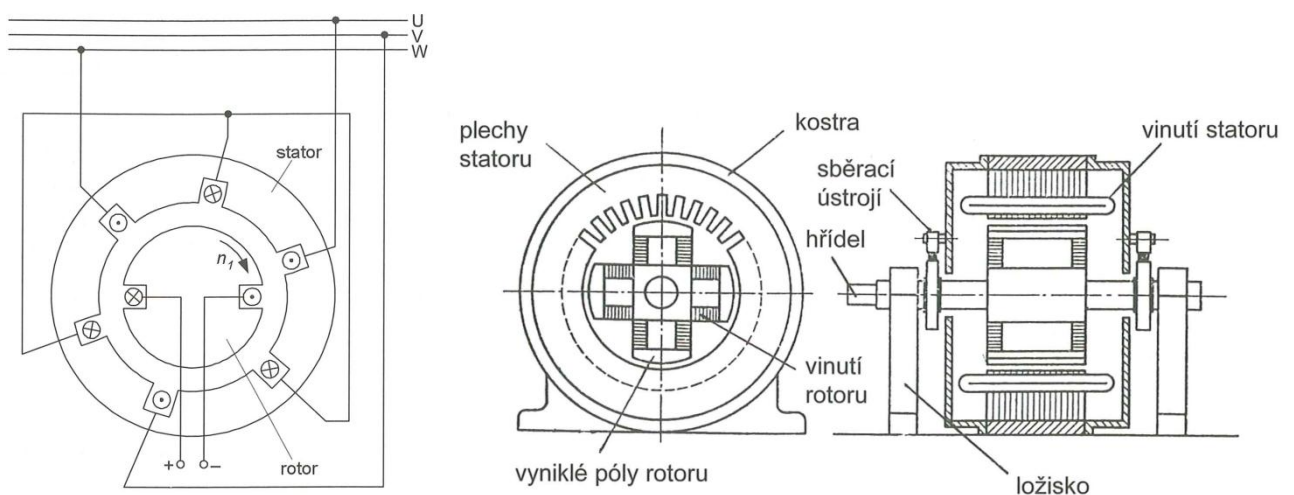 U
V
W
stator
n1
+
–
rotor
plechy
statoru
kostra
vinutí
rotoru
vyniklé póly rotoru
vinutí statoru
sběrací
ústrojí
hřídel
ložisko